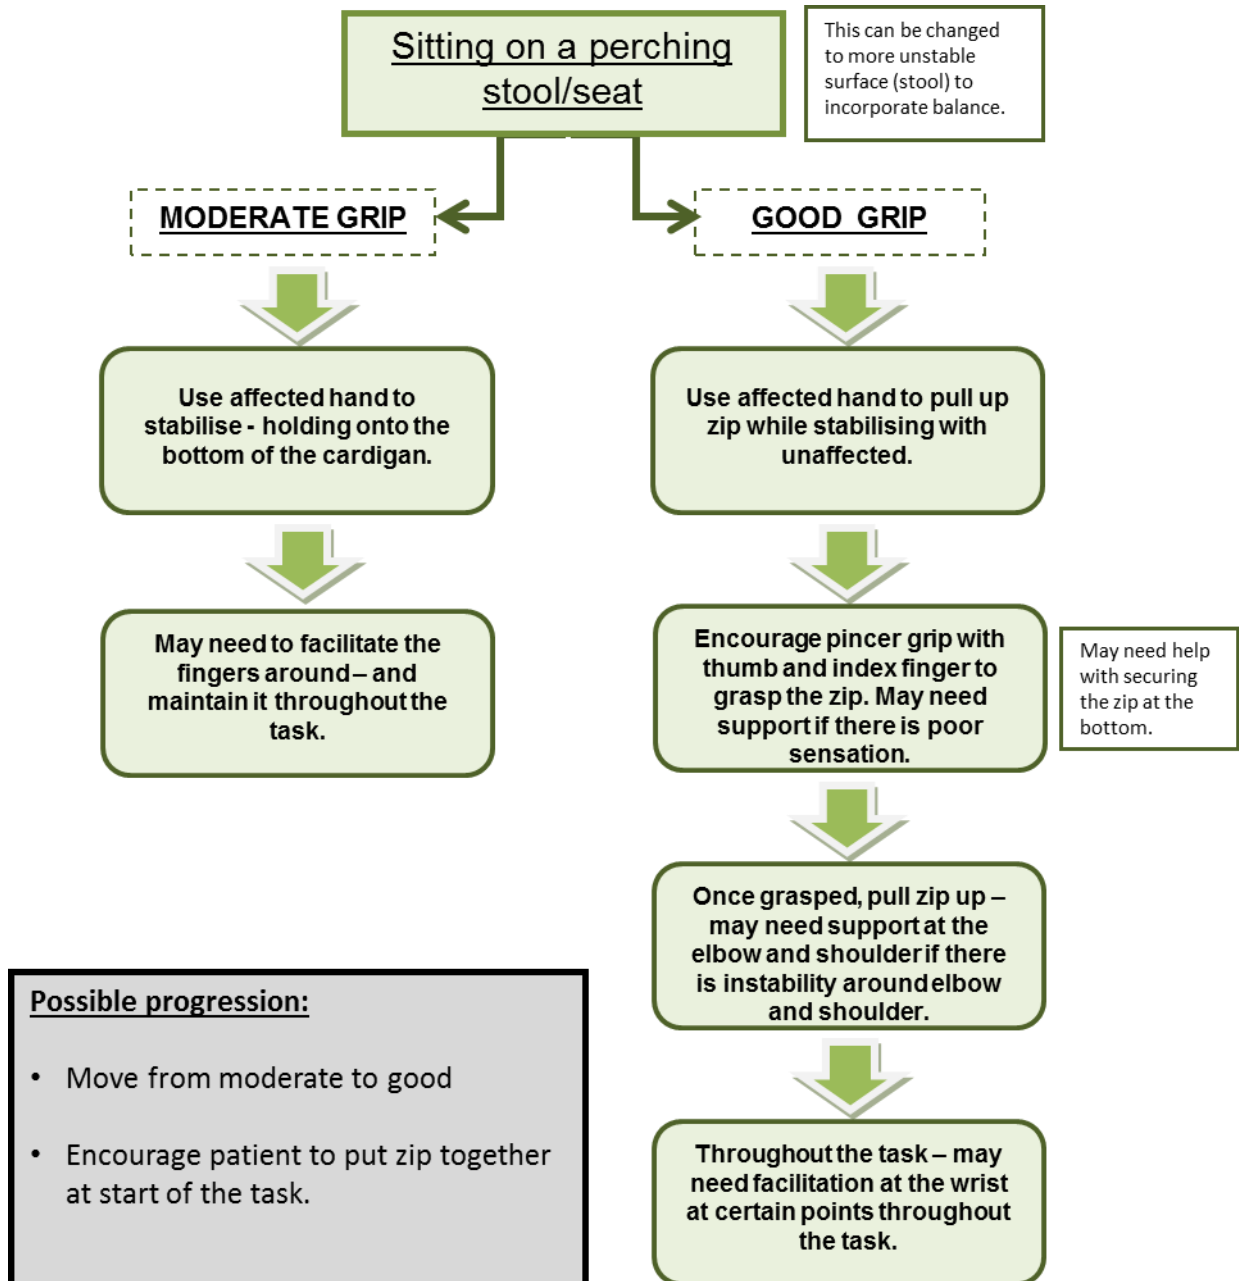 Sitting on a perching
stool/seat
This can be changed
to more unstable
surface (stool) to
incorporate balance.
MODERATE GRIP
GOOD GRIP
Use affected hand to
stabilise - holding onto the
bottom of the cardigan.
Use affected hand to pull up
zip while stabilising with
unaffected.
May need to facilitate the
fingers around – and
maintain it throughout the
task.
Encourage pincer grip with
thumb and index finger to
grasp the zip. May need
support if there is poor
sensation.
May need help
with securing
the zip at the
bottom.
Once grasped, pull zip up –
may need support at the
elbow and shoulder if there
is instability around elbow
and shoulder.
Possible progression:
• Move from moderate to good
• Encourage patient to put zip together
at start of the task.
Throughout the task – may
need facilitation at the wrist
at certain points throughout
the task.